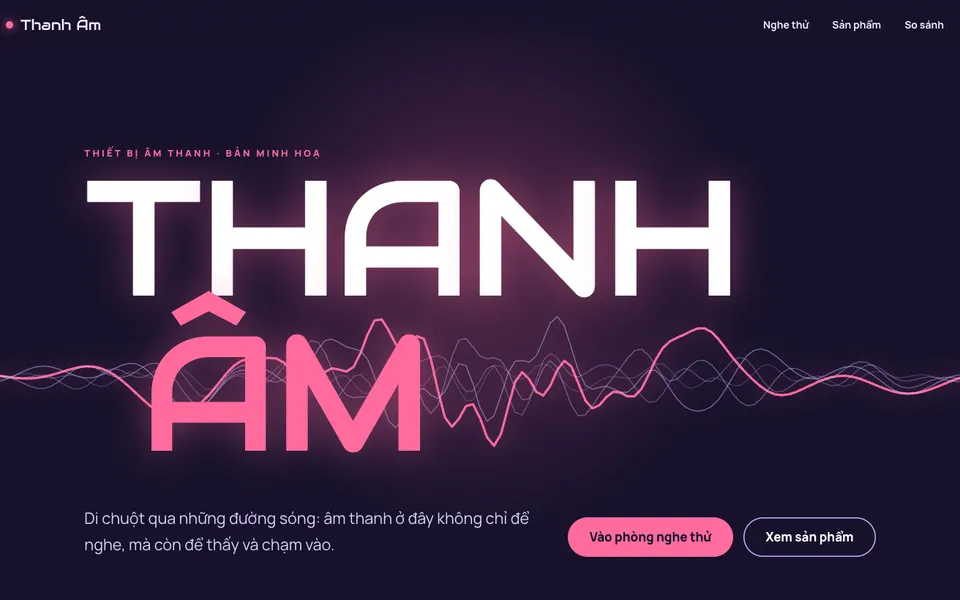 Thanh Âm
Nghe thử
Sản phẩm
So sánh
THIẾT BỊ ÂM THANH · BẢN MINH HOẠ
THANH
ÂM
Di chuột qua những đường sóng: âm thanh ở đây không chỉ để
nghe, mà còn để thấy và chạm vào.
Vào phòng nghe thử
Xem sản phẩm